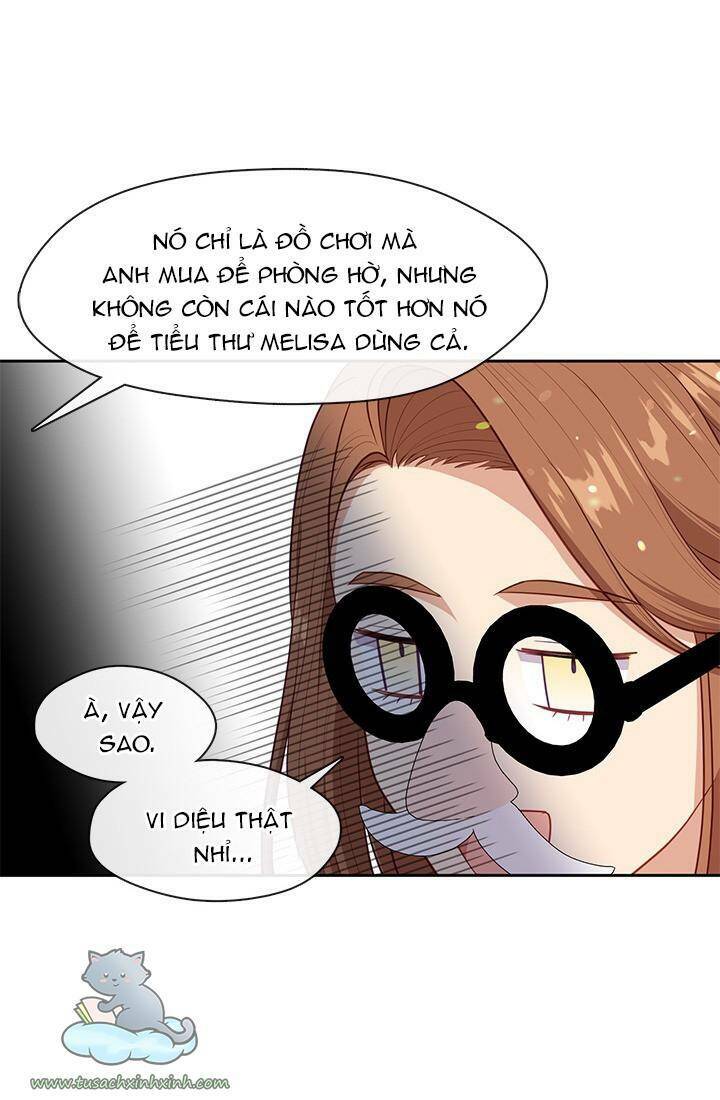 NÓ CHỈ LÀ ĐỒ CHƠI MÀ
ANH MUA ĐỂ PHÒNG HỜ, NHƯNG
KHÔNG CÒN CÁI NÀO TỐT HƠN NÓ
ĐỂ TIỂU THƯ MELISA DÙNG CẢ.
À, VẬY
SAO.
VI DIỆU THẬT
NHỈ...
www.tusachxinhxinh.com